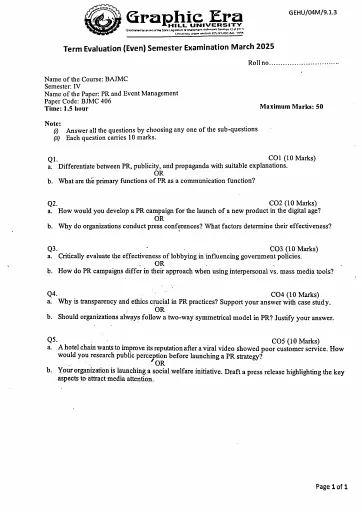 GEHU/04M/9.1.3
Graphic Era
HILL UNIVERSITY
Term Evaluation (Even) Semester Examination March 2025
Roll no..............................
Name of the Course: BAJMC
Semester: IV
Name of the Paper: PR and Event Management
Paper Code: BJMC 406
Time: 1.5 hour Maximum Marks: 50
Note:
(i) Answer all the questions by choosing any one of the sub-questions
(ii) Each question carries 10 marks.
Q1. CO1 (10 Marks)
a. Differentiate between PR, publicity, and propaganda with suitable explanations.
OR
b. What are the primary functions of PR as a communication function?
Q2. CO2 (10 Marks)
a. How would you develop a PR campaign for the launch of a new product in the digital age?
OR
b. Why do organizations conduct press conferences? What factors determine their effectiveness?
Q3. CO3 (10 Marks)
a. Critically evaluate the effectiveness of lobbying in influencing government policies.
OR
b. How do PR campaigns differ in their approach when using interpersonal vs. mass media tools?
Q4. CO4 (10 Marks)
a. Why is transparency and ethics crucial in PR practices? Support your answer with case study.
OR
b. Should organizations always follow a two-way symmetrical model in PR? Justify your answer.
Q5. CO5 (10 Marks)
a. A hotel chain wants to improve its reputation after a viral video showed poor customer service. How
would you research public perception before launching a PR strategy?
OR
b. Your organization is launching a social welfare initiative. Draft a press release highlighting the key
aspects to attract media attention.
Page 1 of 1